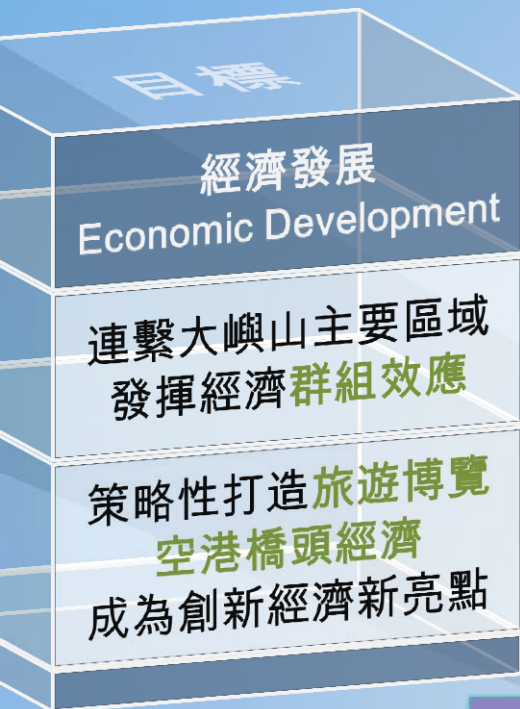 目標
經濟發展
Economic Development
連繫大嶼山主要區域
發揮經濟群組效應
策略性打造旅遊博覽
空港橋頭經濟
成為創新經濟新亮點